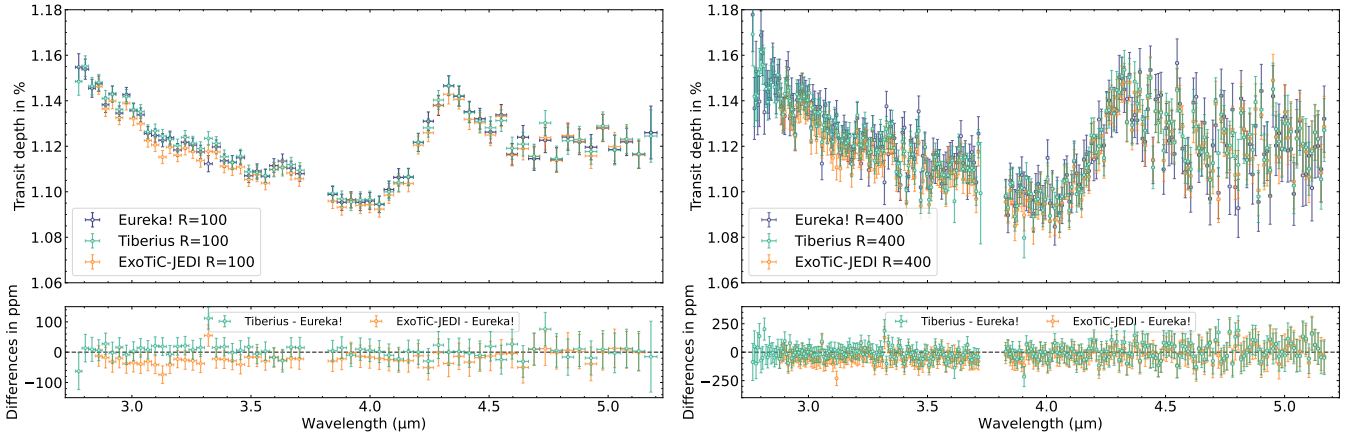 1.18
1.16
1.14
1.12
1.10
1.08
1.06
Transit depth in %
Eureka! R=100
Tiberius R=100
ExoTiC-JEDI R=100
100
0
−100
Differences in ppm
Tiberius - Eureka!
ExoTiC-JEDI - Eureka!
3.0
3.5
4.0
4.5
5.0
Wavelength (μm)
1.18
1.16
1.14
1.12
1.10
1.08
1.06
Transit depth in %
Eureka! R=400
Tiberius R=400
ExoTiC-JEDI R=400
250
0
−250
Differences in ppm
Tiberius - Eureka!
ExoTiC-JEDI - Eureka!
3.0
3.5
4.0
4.5
5.0
Wavelength (μm)